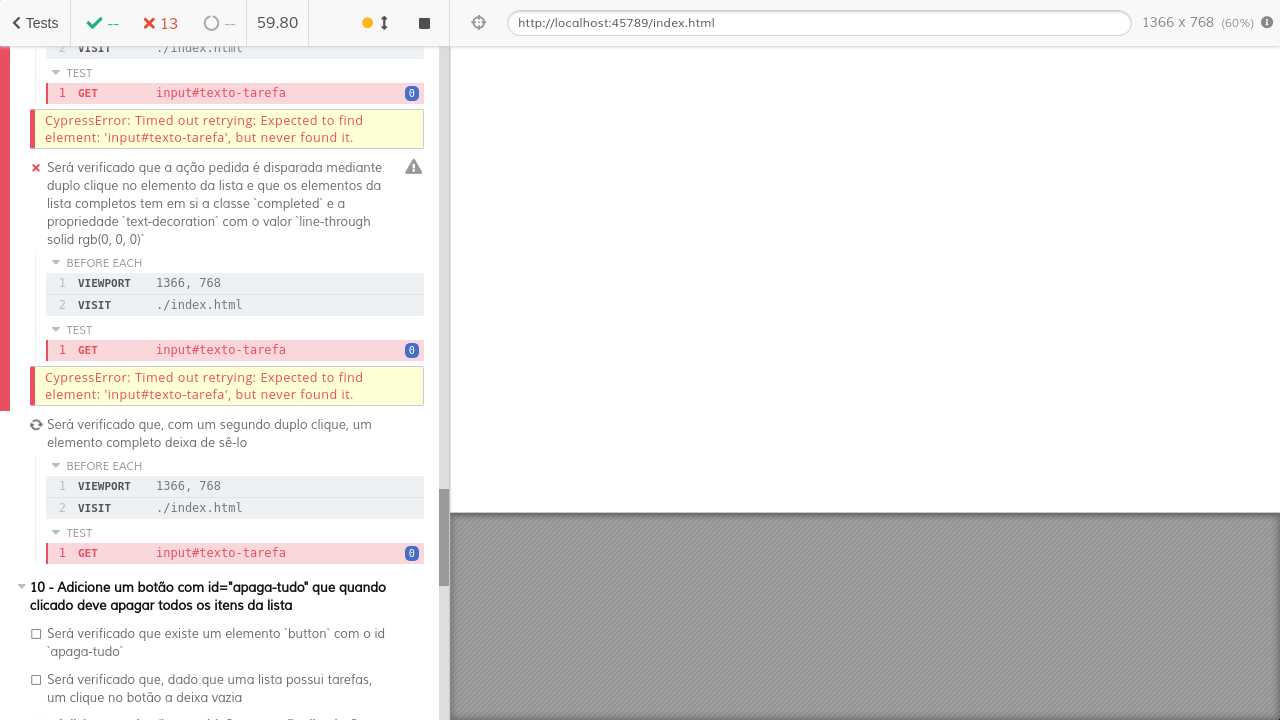 Tests
--
13
--
59.80
http://localhost:45789/index.html
1366 x 768 (60%)
2 VISIT ./index.html
TEST
1 GET input#texto-tarefa 0
CypressError: Timed out retrying: Expected to find
element: 'input#texto-tarefa', but never found it.
Será verificado que a ação pedida é disparada mediante
duplo clique no elemento da lista e que os elementos da
lista completos tem em si a classe `completed` e a
propriedade `text-decoration` com o valor `line-through
solid rgb(0, 0, 0)`
BEFORE EACH
1 VIEWPORT 1366, 768
2 VISIT ./index.html
TEST
1 GET input#texto-tarefa 0
CypressError: Timed out retrying: Expected to find
element: 'input#texto-tarefa', but never found it.
Será verificado que, com um segundo duplo clique, um
elemento completo deixa de sê-lo
BEFORE EACH
1 VIEWPORT 1366, 768
2 VISIT ./index.html
TEST
1 GET input#texto-tarefa 0
10 - Adicione um botão com id="apaga-tudo" que quando
clicado deve apagar todos os itens da lista
Será verificado que existe um elemento `button` com o id
`apaga-tudo`
Será verificado que, dado que uma lista possui tarefas,
um clique no botão a deixa vazia